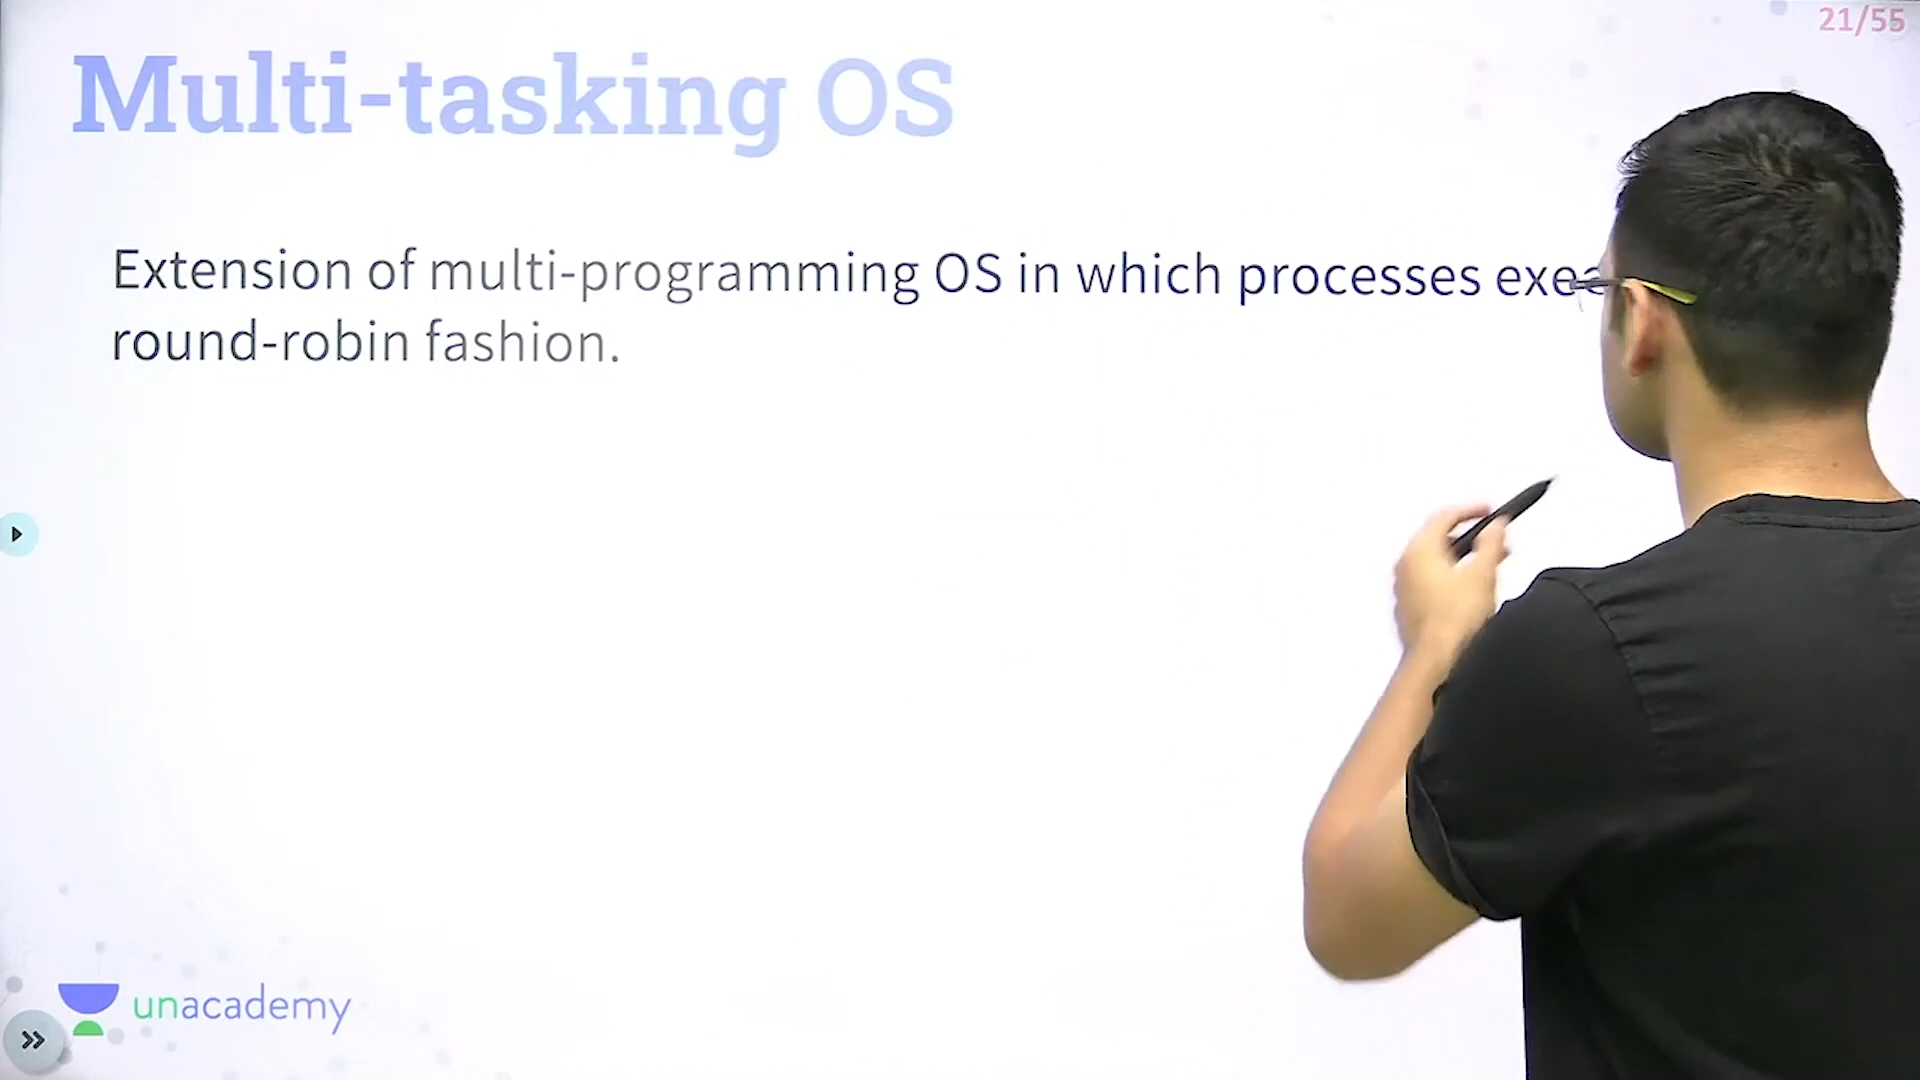 21/55
Multi-tasking OS
Extension of multi-programming OS in which processes
round-robin fashion.
unacademy